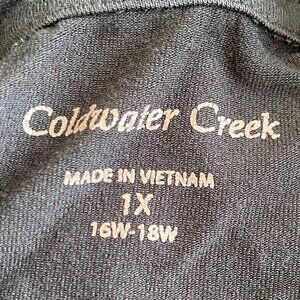 Coldwater Creek
MADE IN VIETNAM
1X
16W-18W